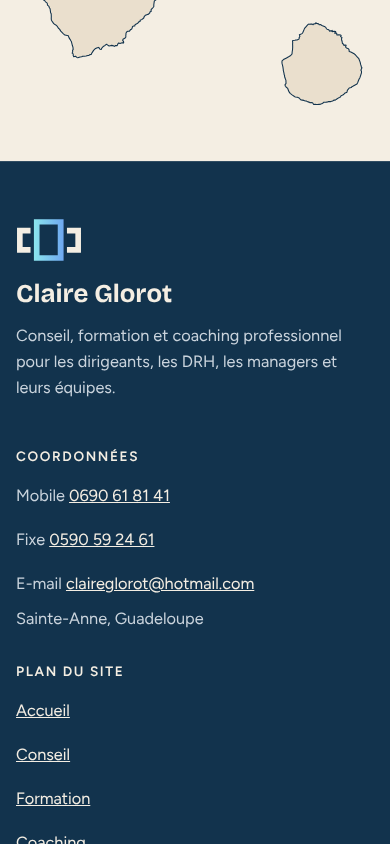 Claire Glorot
Conseil, formation et coaching professionnel
pour les dirigeants, les DRH, les managers et
leurs équipes.
COORDONNÉES
Mobile 0690 61 81 41
Fixe 0590 59 24 61
E-mail claireglorot@hotmail.com
Sainte-Anne, Guadeloupe
PLAN DU SITE
Accueil
Conseil
Formation
Coaching